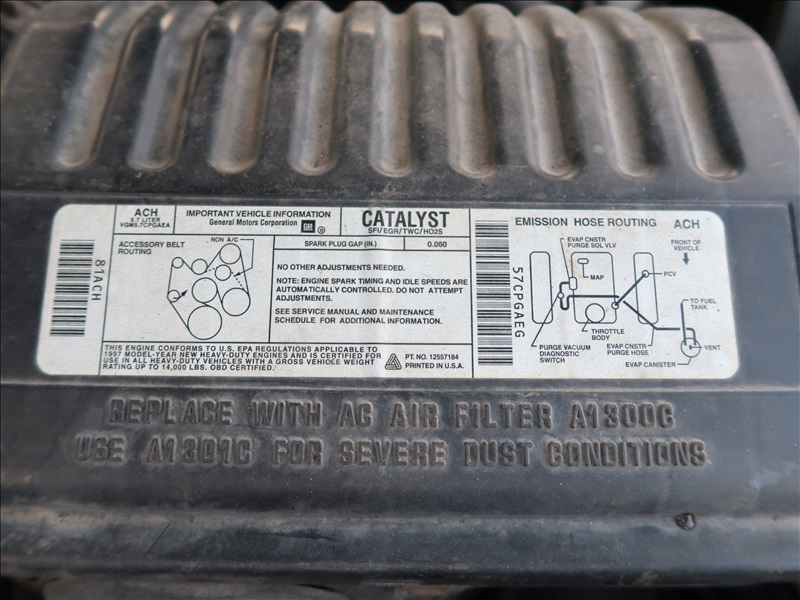 ACH
5.7 LITER
VGM5.7CPGAEA
IMPORTANT VEHICLE INFORMATION
General Motors Corporation GM ®
CATALYST
SFI/EGR/TWC/HO2S
SPARK PLUG GAP (IN.) 0.060
ACCESSORY BELT
ROUTING
NON A/C
81ACH
NO OTHER ADJUSTMENTS NEEDED.
NOTE: ENGINE SPARK TIMING AND IDLE SPEEDS ARE
AUTOMATICALLY CONTROLLED. DO NOT ATTEMPT
ADJUSTMENTS.
SEE SERVICE MANUAL AND MAINTENANCE
SCHEDULE FOR ADDITIONAL INFORMATION.
THIS ENGINE CONFORMS TO U.S. EPA REGULATIONS APPLICABLE TO
1997 MODEL-YEAR NEW HEAVY-DUTY ENGINES AND IS CERTIFIED FOR
USE IN ALL HEAVY-DUTY VEHICLES WITH A GROSS VEHICLE WEIGHT
RATING UP TO 14,000 LBS. OBD CERTIFIED.
PT. NO. 12557184
PRINTED IN U.S.A.
57CPGAEG
EMISSION HOSE ROUTING ACH
EVAP CNSTR
PURGE SOL VLV
FRONT OF
VEHICLE
MAP
PCV
TO FUEL
TANK
THROTTLE
BODY
PURGE VACUUM
DIAGNOSTIC
SWITCH
EVAP CNSTR
PURGE HOSE
VENT
EVAP CANISTER
REPLACE WITH AC AIR FILTER A1300C
USE A1301C FOR SEVERE DUST CONDITIONS